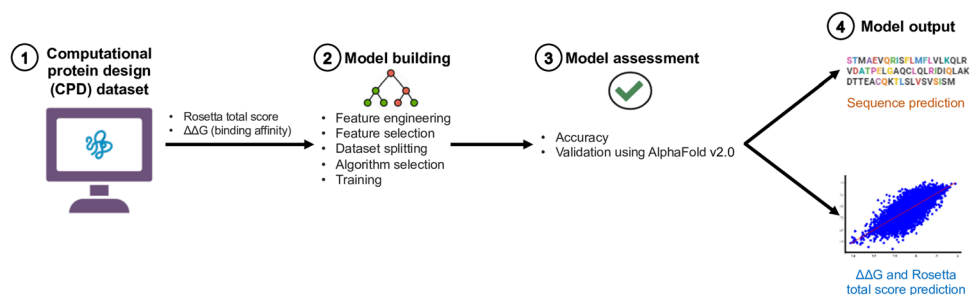 1 Computational
protein design
(CPD) dataset
• Rosetta total score
• ΔΔG (binding affinity)
2 Model building
• Feature engineering
• Feature selection
• Dataset splitting
• Algorithm selection
• Training
3 Model assessment
• Accuracy
• Validation using AlphaFold v2.0
4 Model output
STMAEVQRISFLMFLVLKQLR
VDATPELGAQCLQLRIDIQLAK
DTTEACQKTLSLVSVSISM
Sequence prediction
ΔΔG and Rosetta
total score prediction